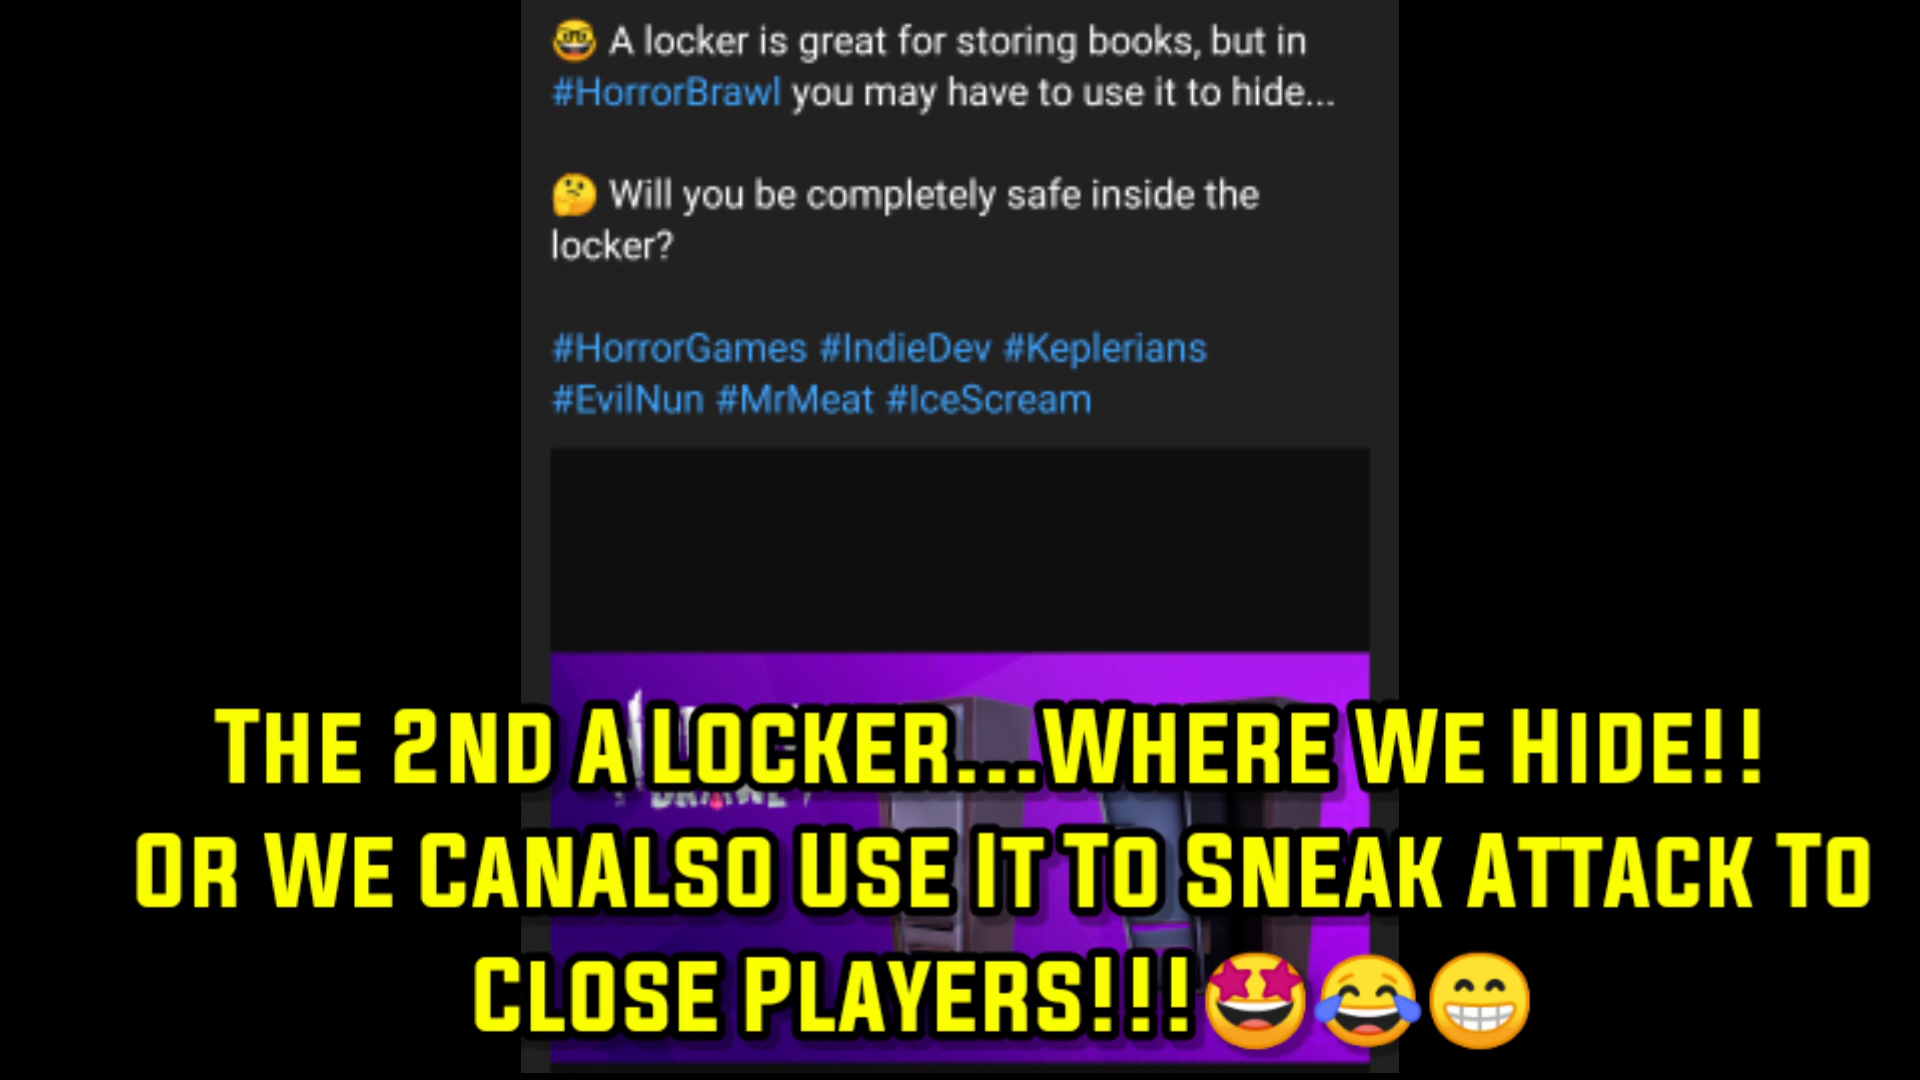 🤓 A locker is great for storing books, but in
#HorrorBrawl you may have to use it to hide...
🤔 Will you be completely safe inside the
locker?
#HorrorGames #IndieDev #Keplerians
#EvilNun #MrMeat #IceScream
The 2nd A Locker...Where We Hide!!
Or We CanAlso Use It To Sneak Attack To
Close Players!!!🤩😂😁